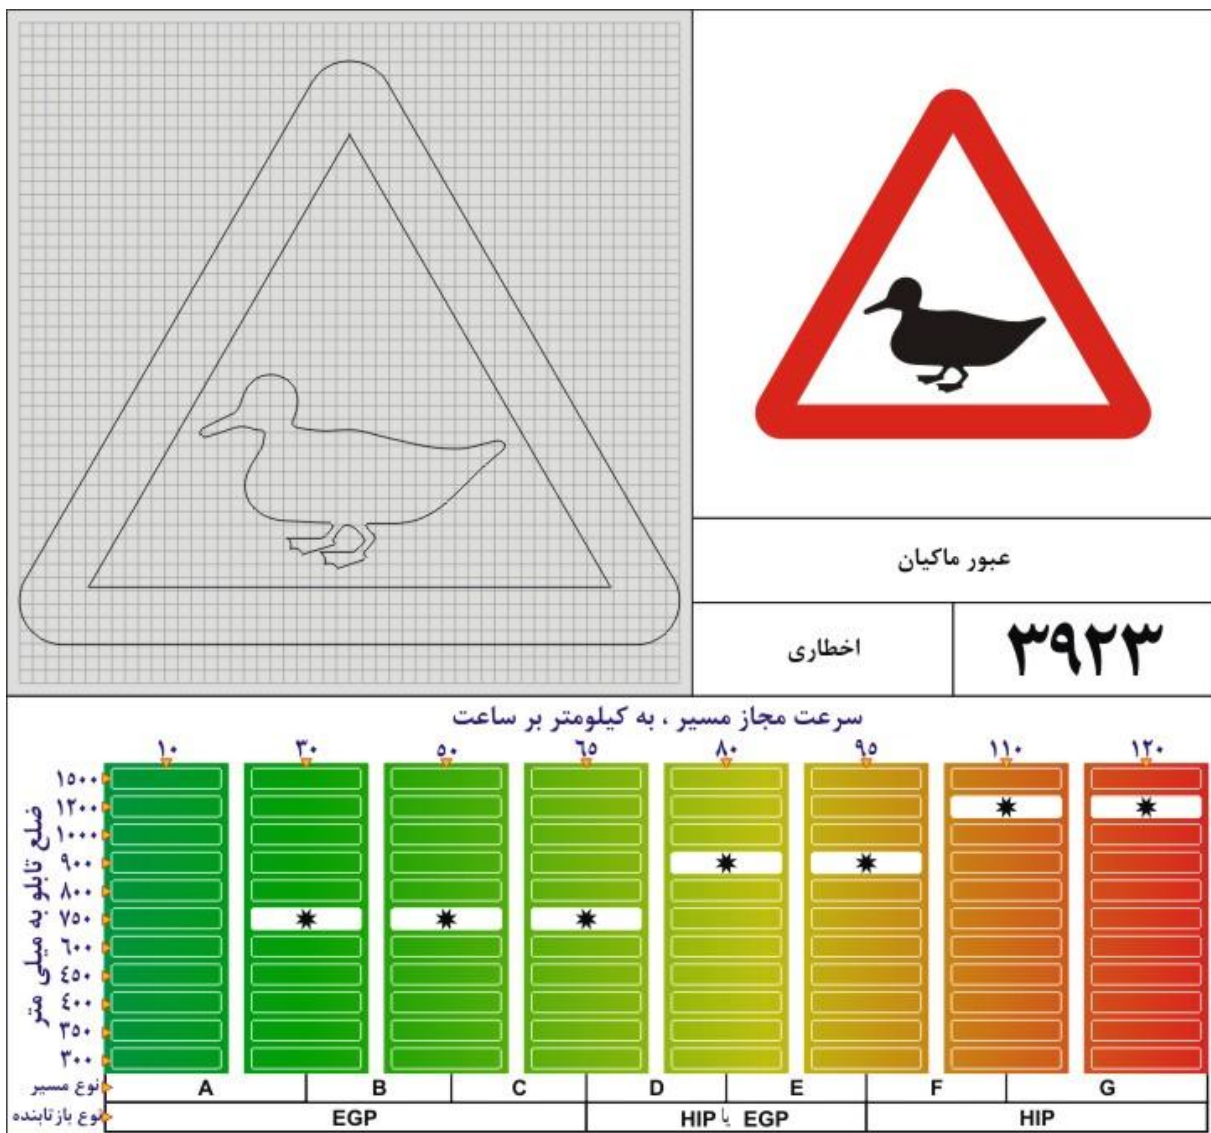 عبور ماکیان
۳۹۲۳
اخطاری
سرعت مجاز مسیر ، به کیلومتر بر ساعت
۱۰ ۳۰ ۵۰ ۶۵ ۸۰ ۹۵ ۱۱۰ ۱۲۰
ضلع تابلو به میلی متر
۱۵۰۰
۱۲۰۰
۱۰۰۰
۹۰۰
۸۰۰
۷۵۰
۶۰۰
۴۵۰
۴۰۰
۳۵۰
۳۰۰
نوع مسیر A B C D E F G
نوع بازتابنده EGP HIP یا EGP HIP